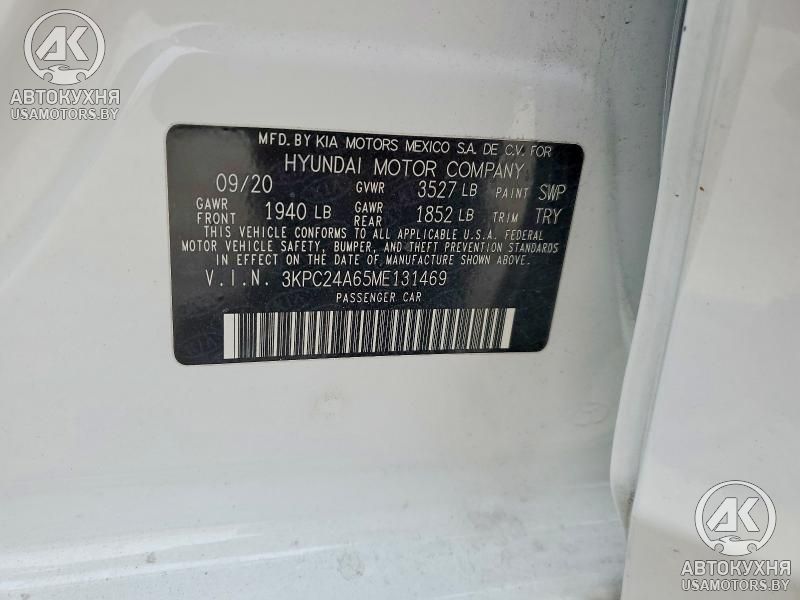 AK
АВТОКУХНЯ
USAMOTORS.BY
MFD. BY KIA MOTORS MEXICO S.A. DE C.V. FOR
HYUNDAI MOTOR COMPANY
09/20 GVWR 3527 LB PAINT SWP
GAWR FRONT 1940 LB GAWR REAR 1852 LB TRIM TRY
THIS VEHICLE CONFORMS TO ALL APPLICABLE U.S.A. FEDERAL
MOTOR VEHICLE SAFETY, BUMPER, AND THEFT PREVENTION STANDARDS
IN EFFECT ON THE DATE OF MANUFACTURE SHOWN ABOVE.
V.I.N. 3KPC24A65ME131469
PASSENGER CAR
AK
АВТОКУХНЯ
USAMOTORS.BY